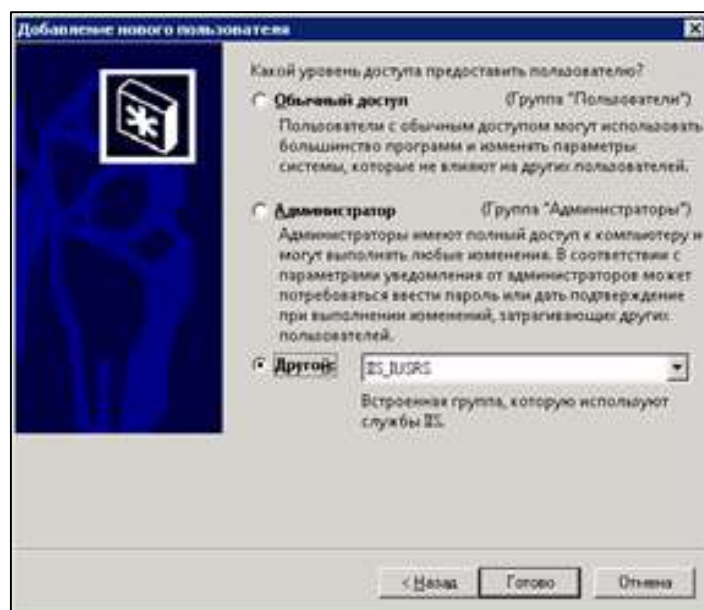 Добавление нового пользователя
Какой уровень доступа предоставить пользователю?
Обычный доступ (Группа "Пользователи")
Пользователи с обычным доступом могут использовать
большинство программ и изменять параметры
системы, которые не влияют на других пользователей.
Администратор (Группа "Администраторы")
Администраторы имеют полный доступ к компьютеру и
могут выполнять любые изменения. В соответствии с
параметрами уведомления от администраторов может
потребоваться ввести пароль или дать подтверждение
при выполнении изменений, затрагивающих других
пользователей.
Другой: IIS_IUSRS
Встроенная группа, которую используют
службы IIS.
< Назад Готово Отмена